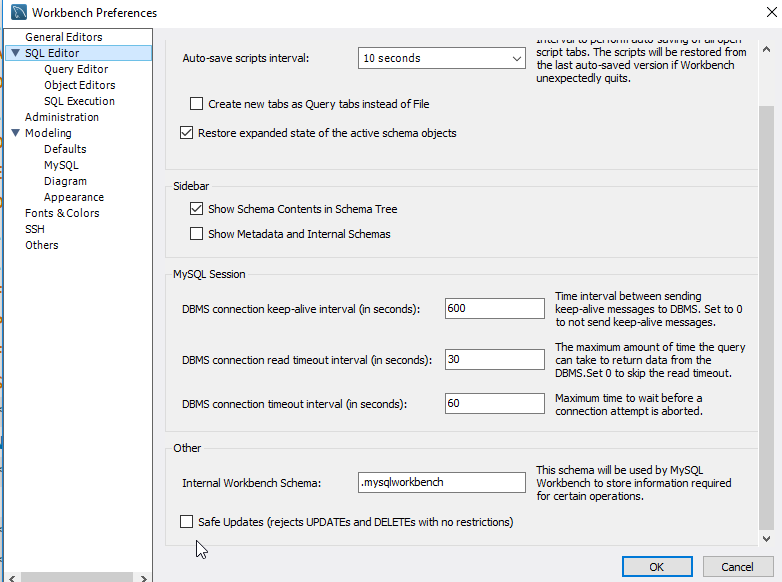 Workbench Preferences
General Editors
SQL Editor
Query Editor
Object Editors
SQL Execution
Administration
Modeling
Defaults
MySQL
Diagram
Appearance
Fonts & Colors
SSH
Others
Interval to perform auto-saving of all open
script tabs. The scripts will be restored from
the last auto-saved version if Workbench
unexpectedly quits.
Auto-save scripts interval:
10 seconds
Create new tabs as Query tabs instead of File
Restore expanded state of the active schema objects
Sidebar
Show Schema Contents in Schema Tree
Show Metadata and Internal Schemas
MySQL Session
DBMS connection keep-alive interval (in seconds):
600
Time interval between sending
keep-alive messages to DBMS. Set to 0
to not send keep-alive messages.
DBMS connection read timeout interval (in seconds):
30
The maximum amount of time the query
can take to return data from the
DBMS.Set 0 to skip the read timeout.
DBMS connection timeout interval (in seconds):
60
Maximum time to wait before a
connection attempt is aborted.
Other
Internal Workbench Schema:
.mysqlworkbench
This schema will be used by MySQL
Workbench to store information required
for certain operations.
Safe Updates (rejects UPDATEs and DELETEs with no restrictions)
OK
Cancel